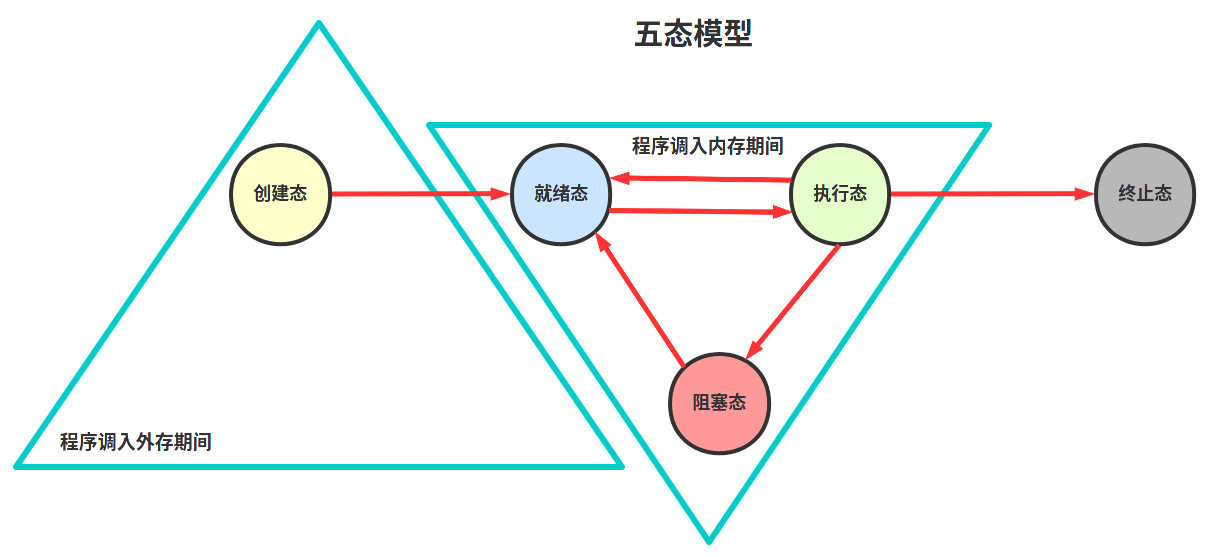 五态模型
程序调入内存期间
创建态
就绪态
执行态
终止态
阻塞态
程序调入外存期间